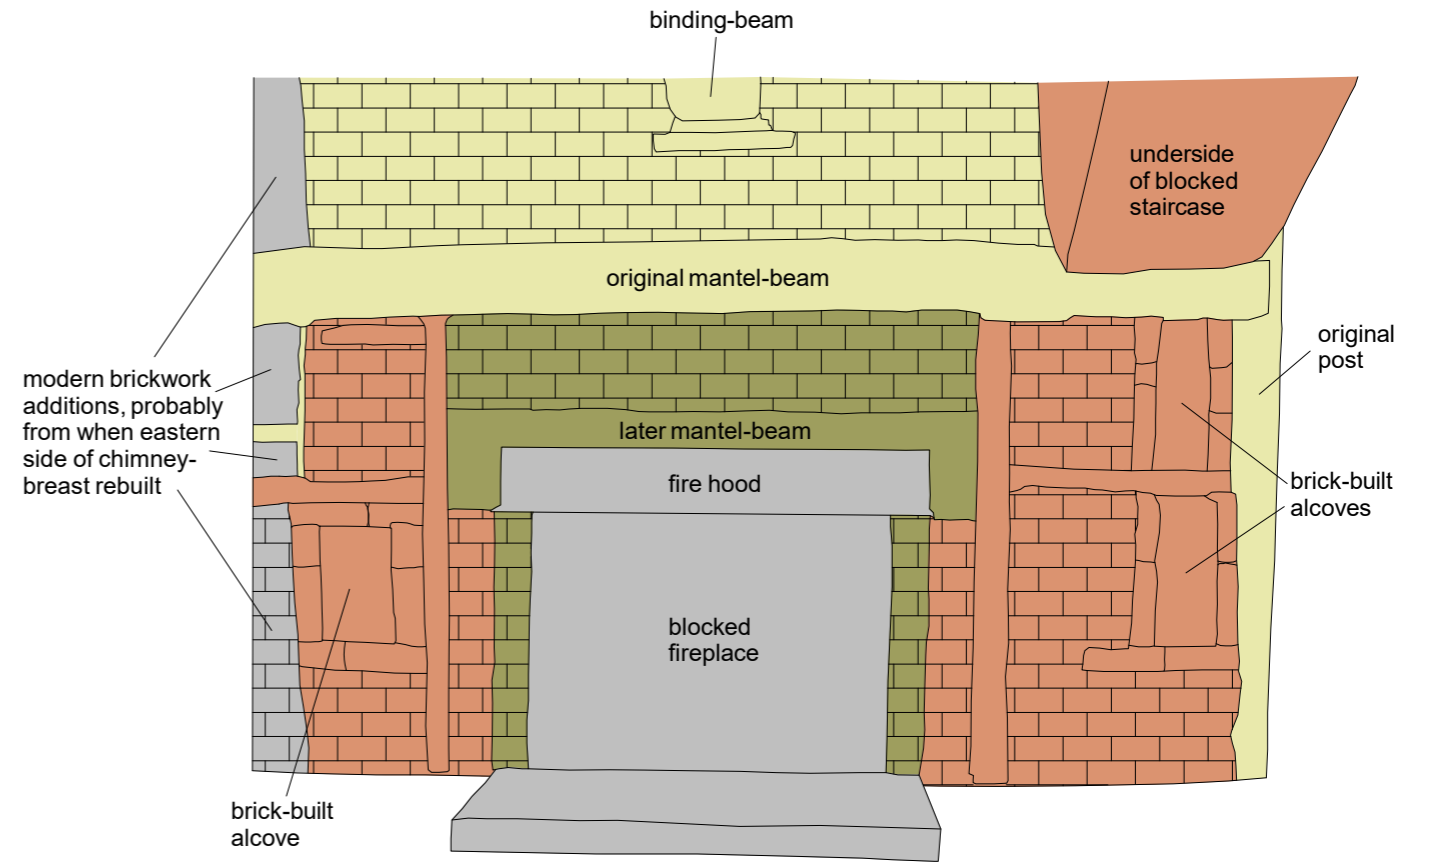 binding-beam
underside
of blocked
staircase
original mantel-beam
original
post
modern brickwork
additions, probably
from when eastern
side of chimney-
breast rebuilt
later mantel-beam
fire hood
brick-built
alcoves
blocked
fireplace
brick-built
alcove